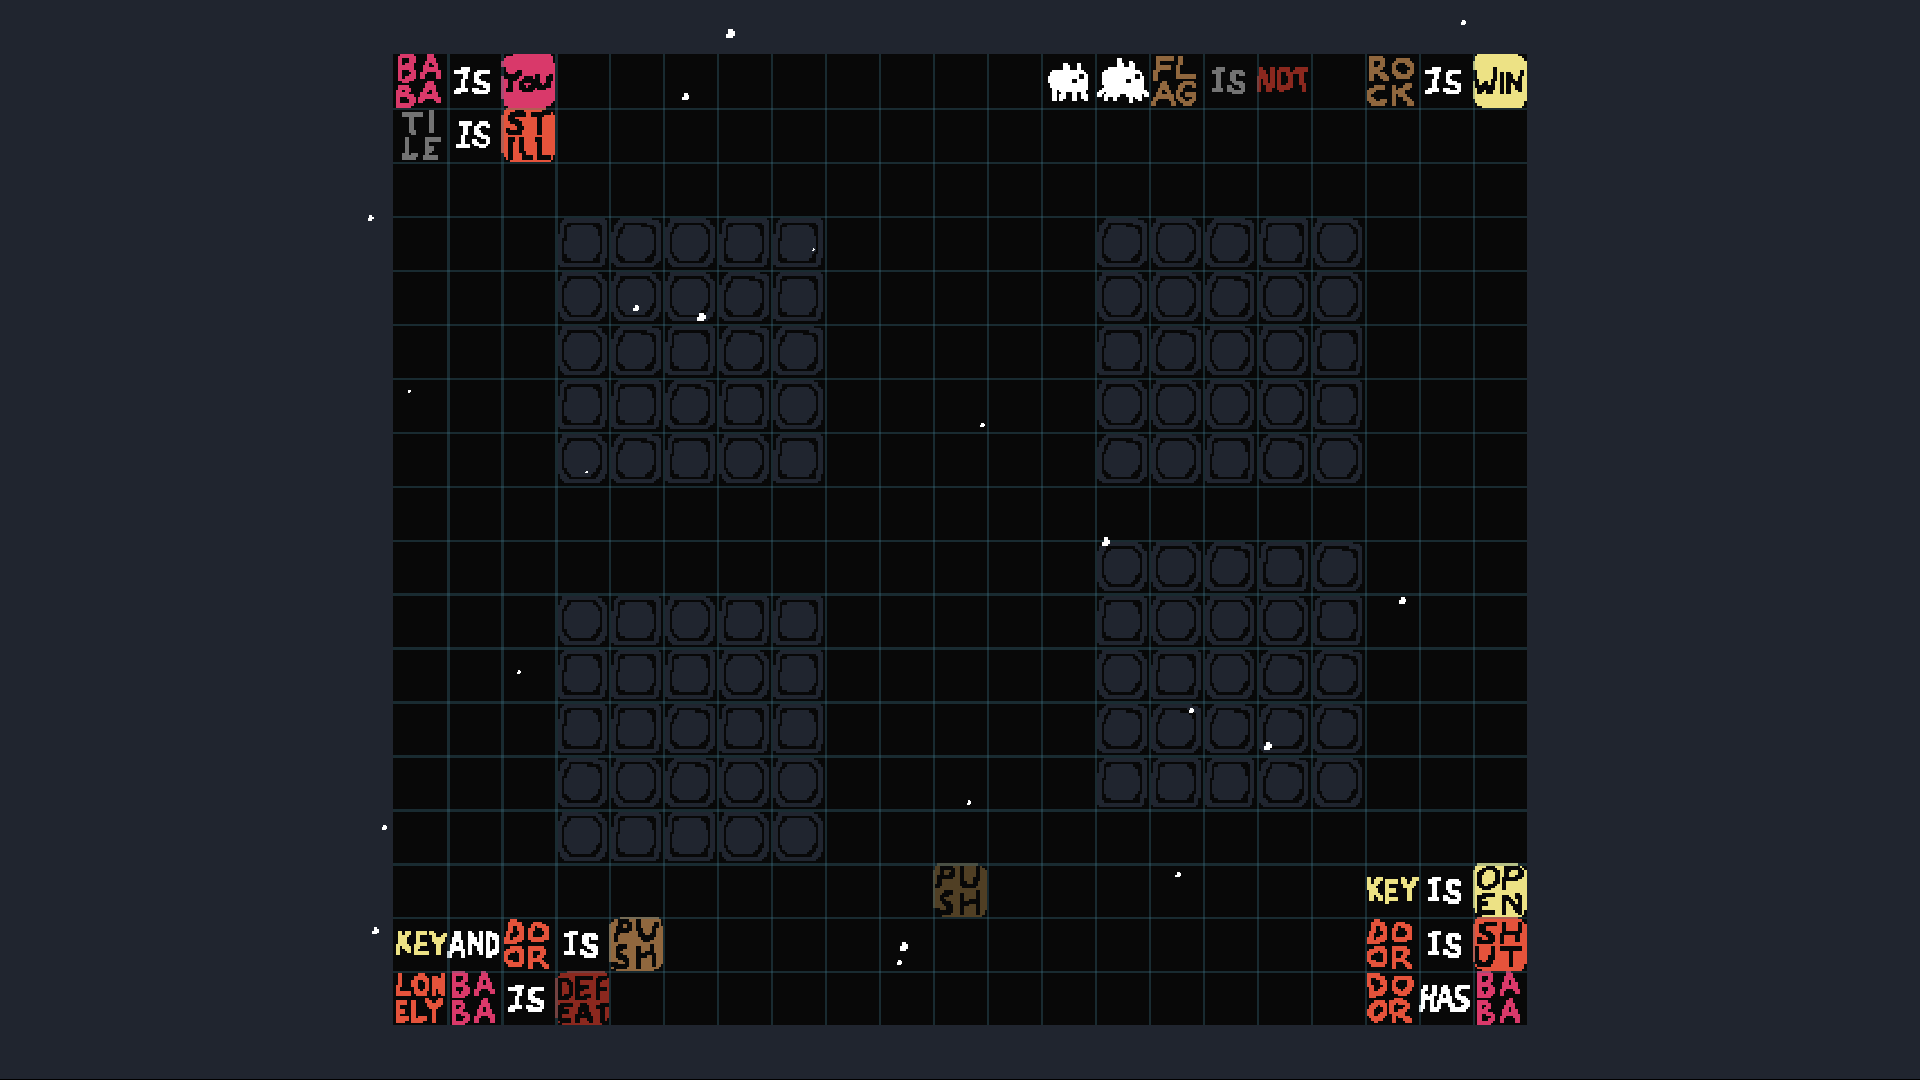 BABA IS YOU FLAG IS NOT ROCK IS WIN
TILE IS STILL
PUSH KEY IS OPEN
KEY AND DOOR IS PUSH DOOR IS SHUT
LONELY BABA IS DEFEAT DOOR HAS BABA